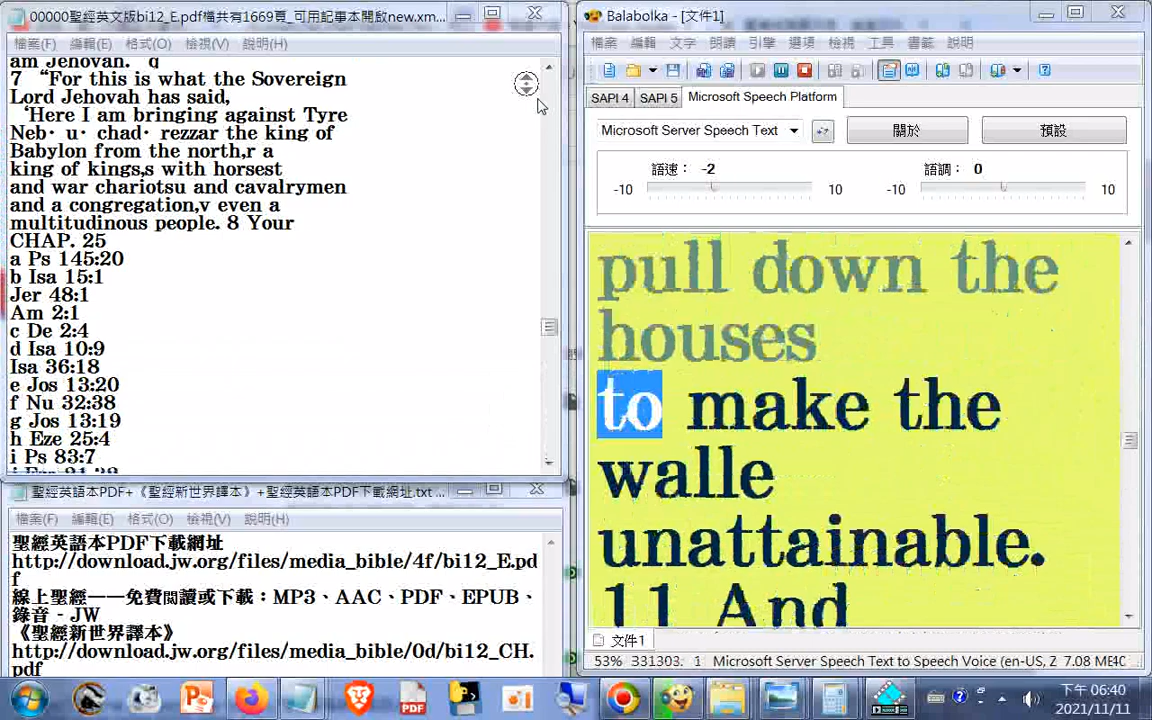 00000聖經英文版bi12_E.pdf檔共有1669頁_可用記事本開啟new.xm...
檔案(F) 編輯(E) 格式(O) 檢視(V) 說明(H)
am Jehovah.” q
7 “For this is what the Sovereign
Lord Jehovah has said,
‘Here I am bringing against Tyre
Neb·u·chad·rezzar the king of
Babylon from the north,r a
king of kings,s with horsest
and war chariotsu and cavalrymen
and a congregation,v even a
multitudinous people. 8 Your
CHAP. 25
a Ps 145:20
b Isa 15:1
Jer 48:1
Am 2:1
c De 2:4
d Isa 10:9
Isa 36:18
e Jos 13:20
f Nu 32:38
g Jos 13:19
h Eze 25:4
i Ps 83:7
聖經英語本PDF+《聖經新世界譯本》+聖經英語本PDF下載網址.txt ...
檔案(F) 編輯(E) 格式(O) 檢視(V) 說明(H)
聖經英語本PDF下載網址
http://download.jw.org/files/media_bible/4f/bi12_E.pd
f
線上聖經——免費閱讀或下載：MP3、AAC、PDF、EPUB、
錄音 - JW
《聖經新世界譯本》
http://download.jw.org/files/media_bible/0d/bi12_CH.
pdf
Balabolka - [文件1]
檔案 編輯 文字 朗讀 引擎 選項 檢視 工具 書籤 說明
SAPI 4 SAPI 5 Microsoft Speech Platform
Microsoft Server Speech Text 關於 預設
語速: -2 語調: 0
-10 10 -10 10
pull down the
houses
to make the
walle
unattainable.
11 And
文件1
53% 331303: 1 Microsoft Server Speech Text to Speech Voice (en-US, Z 7.08 ME
下午 06:40
2021/11/11